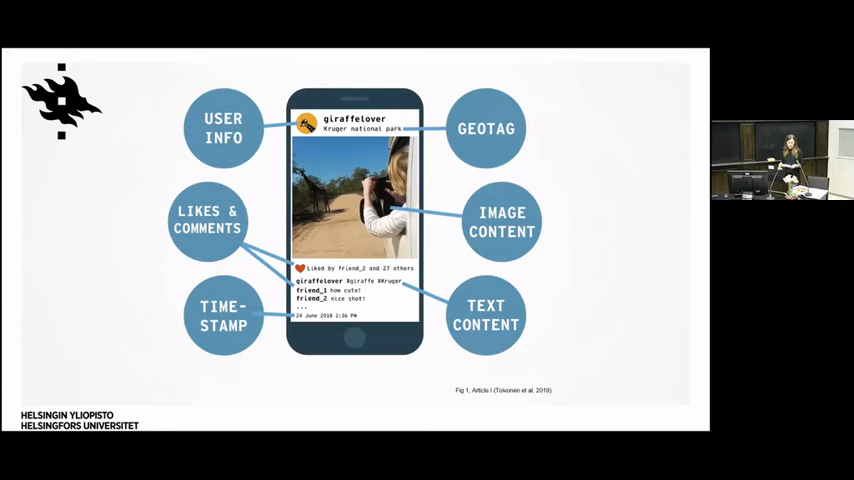 USER
INFO
LIKES &
COMMENTS
TIME-
STAMP
giraffelover
Kruger national park
Liked by friend_2 and 27 others
giraffelover #giraffe #Kruger
friend_1 how cute!
friend_2 nice shot!
...
24 June 2018 2:36 PM
GEOTAG
IMAGE
CONTENT
TEXT
CONTENT
Fig 1, Article I (Toivonen et al. 2019)
HELSINGIN YLIOPISTO
HELSINGFORS UNIVERSITET